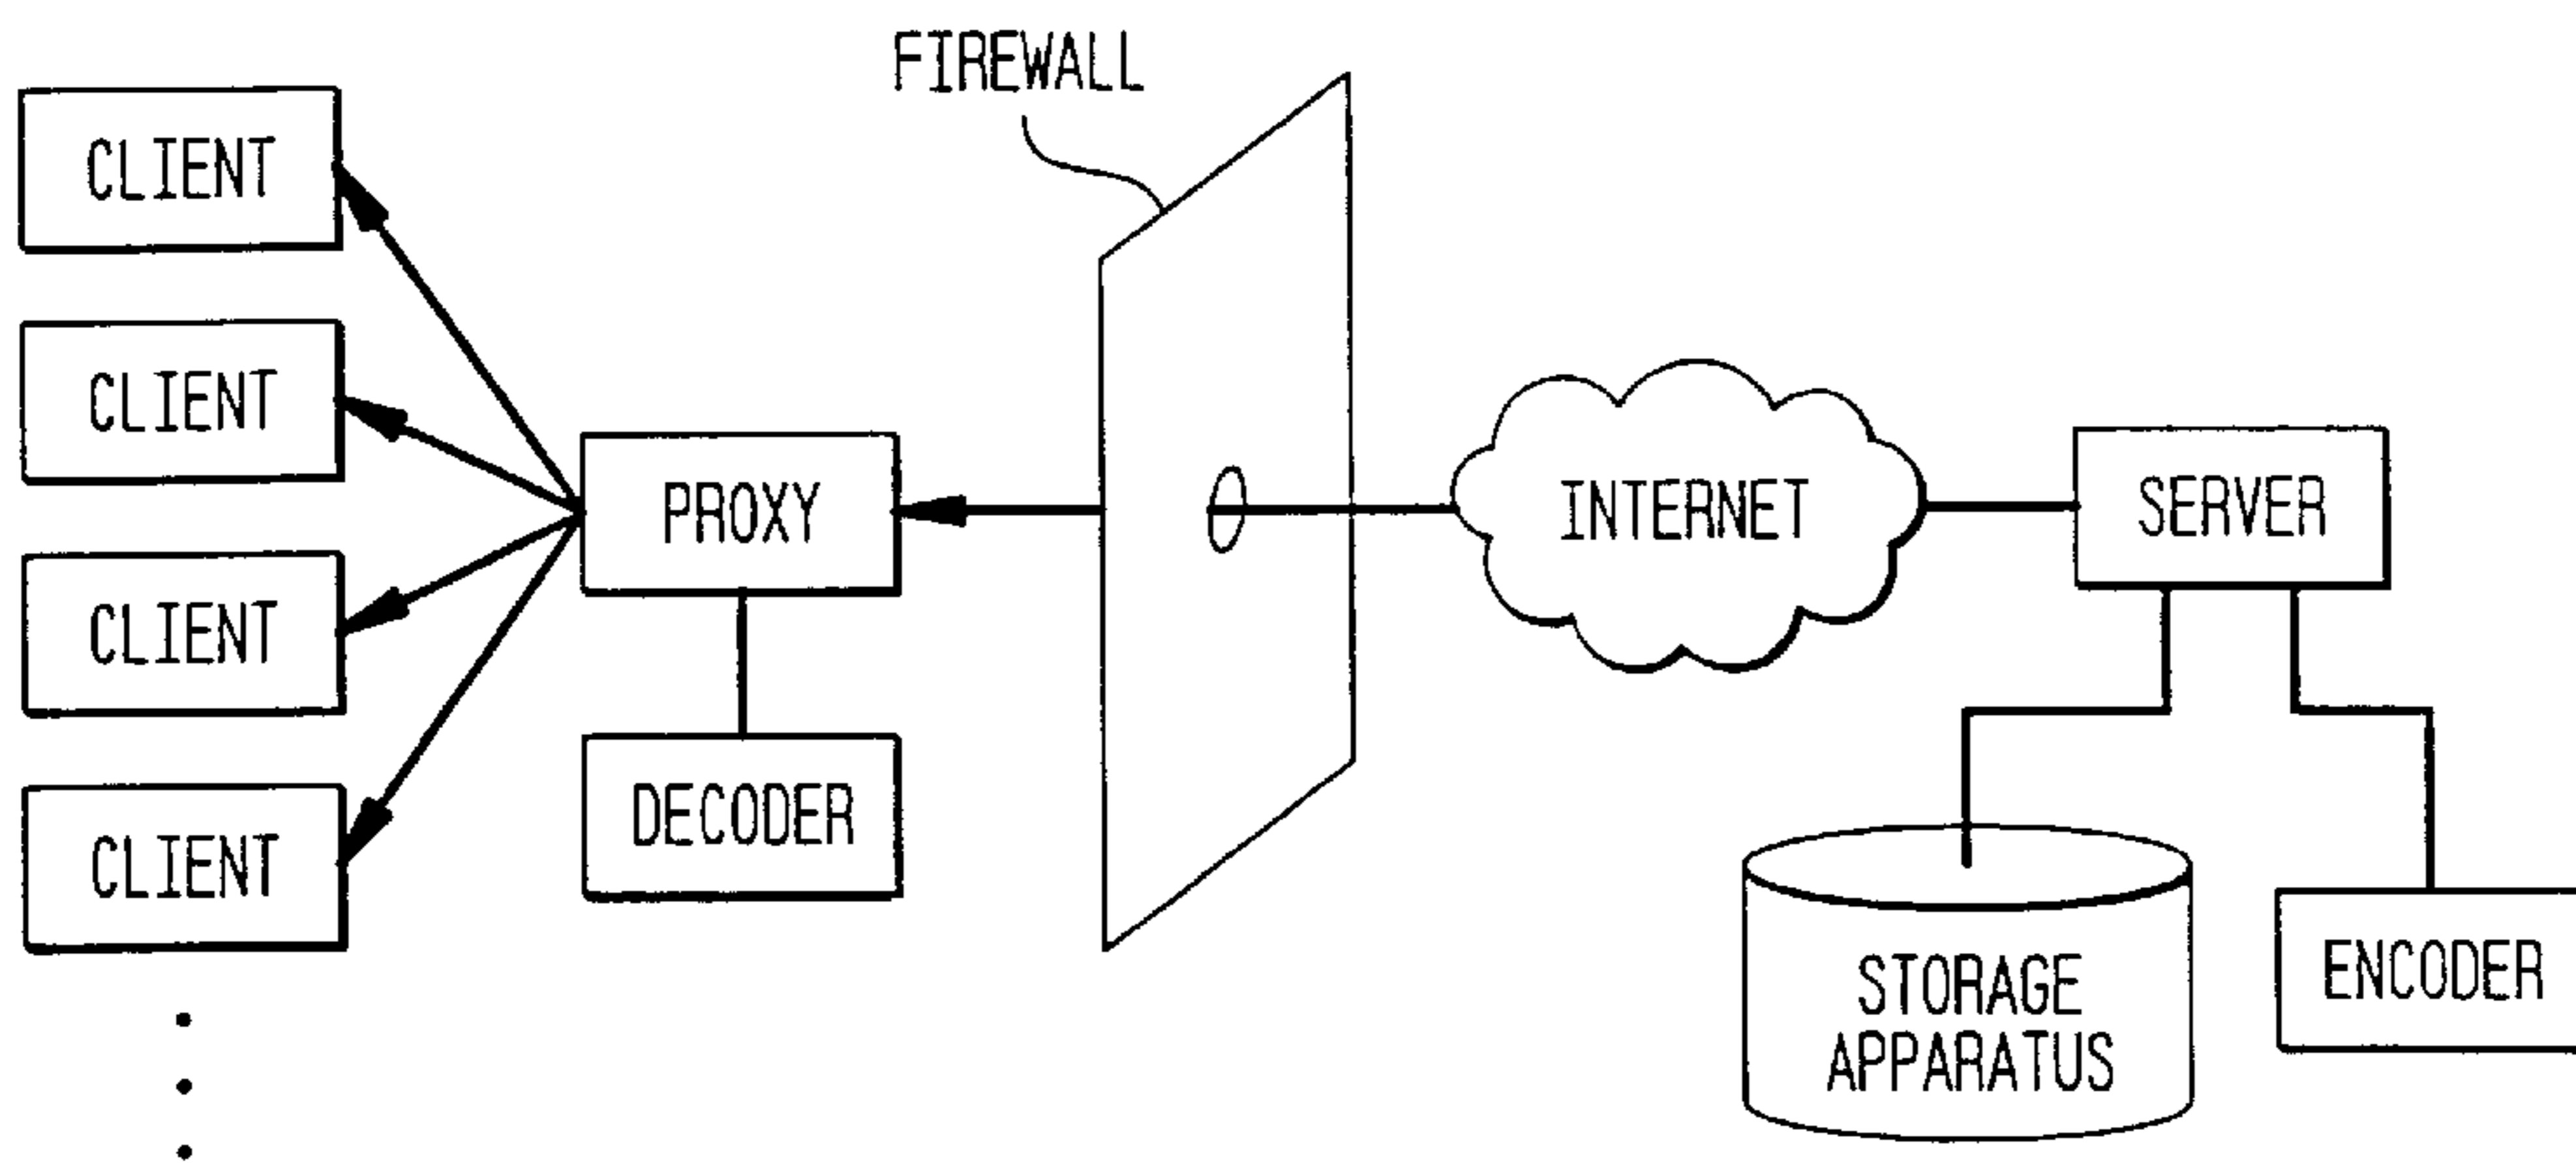 FIREWALL
CLIENT
CLIENT
CLIENT
CLIENT
PROXY
DECODER
INTERNET
SERVER
STORAGE
APPARATUS
ENCODER